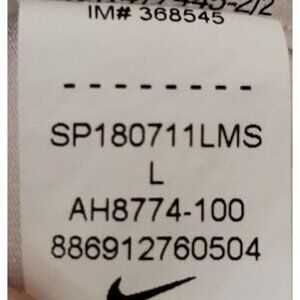 IM# 368545
- - - - - - - -
SP180711LMS
L
AH8774-100
886912760504